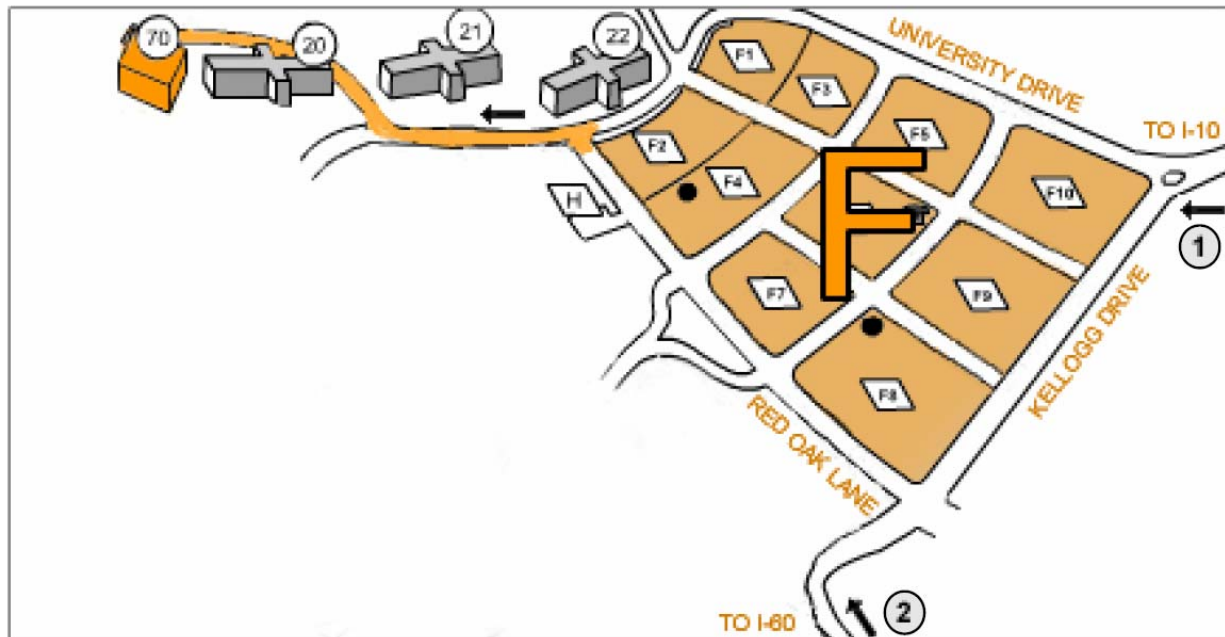 70
20
21
22
F1
F3
UNIVERSITY DRIVE
TO I-10
F2
F4
F5
F10
F
H
1
F7
F9
KELLOGG DRIVE
F8
RED OAK LANE
2
TO I-60